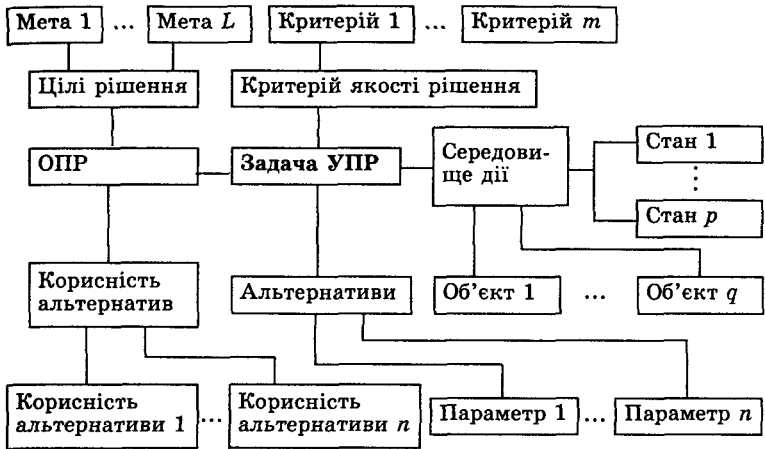 Мета 1 ... Мета L Критерій 1 ... Критерій m
Цілі рішення Критерій якості рішення
ОПР Задача УПР Середови-
ще дії
Стан 1
⋮
Стан p
Корисність
альтернатив
Альтернативи Об’єкт 1 ... Об’єкт q
Корисність
альтернативи 1 ... Корисність
альтернативи n
Параметр 1 ... Параметр n